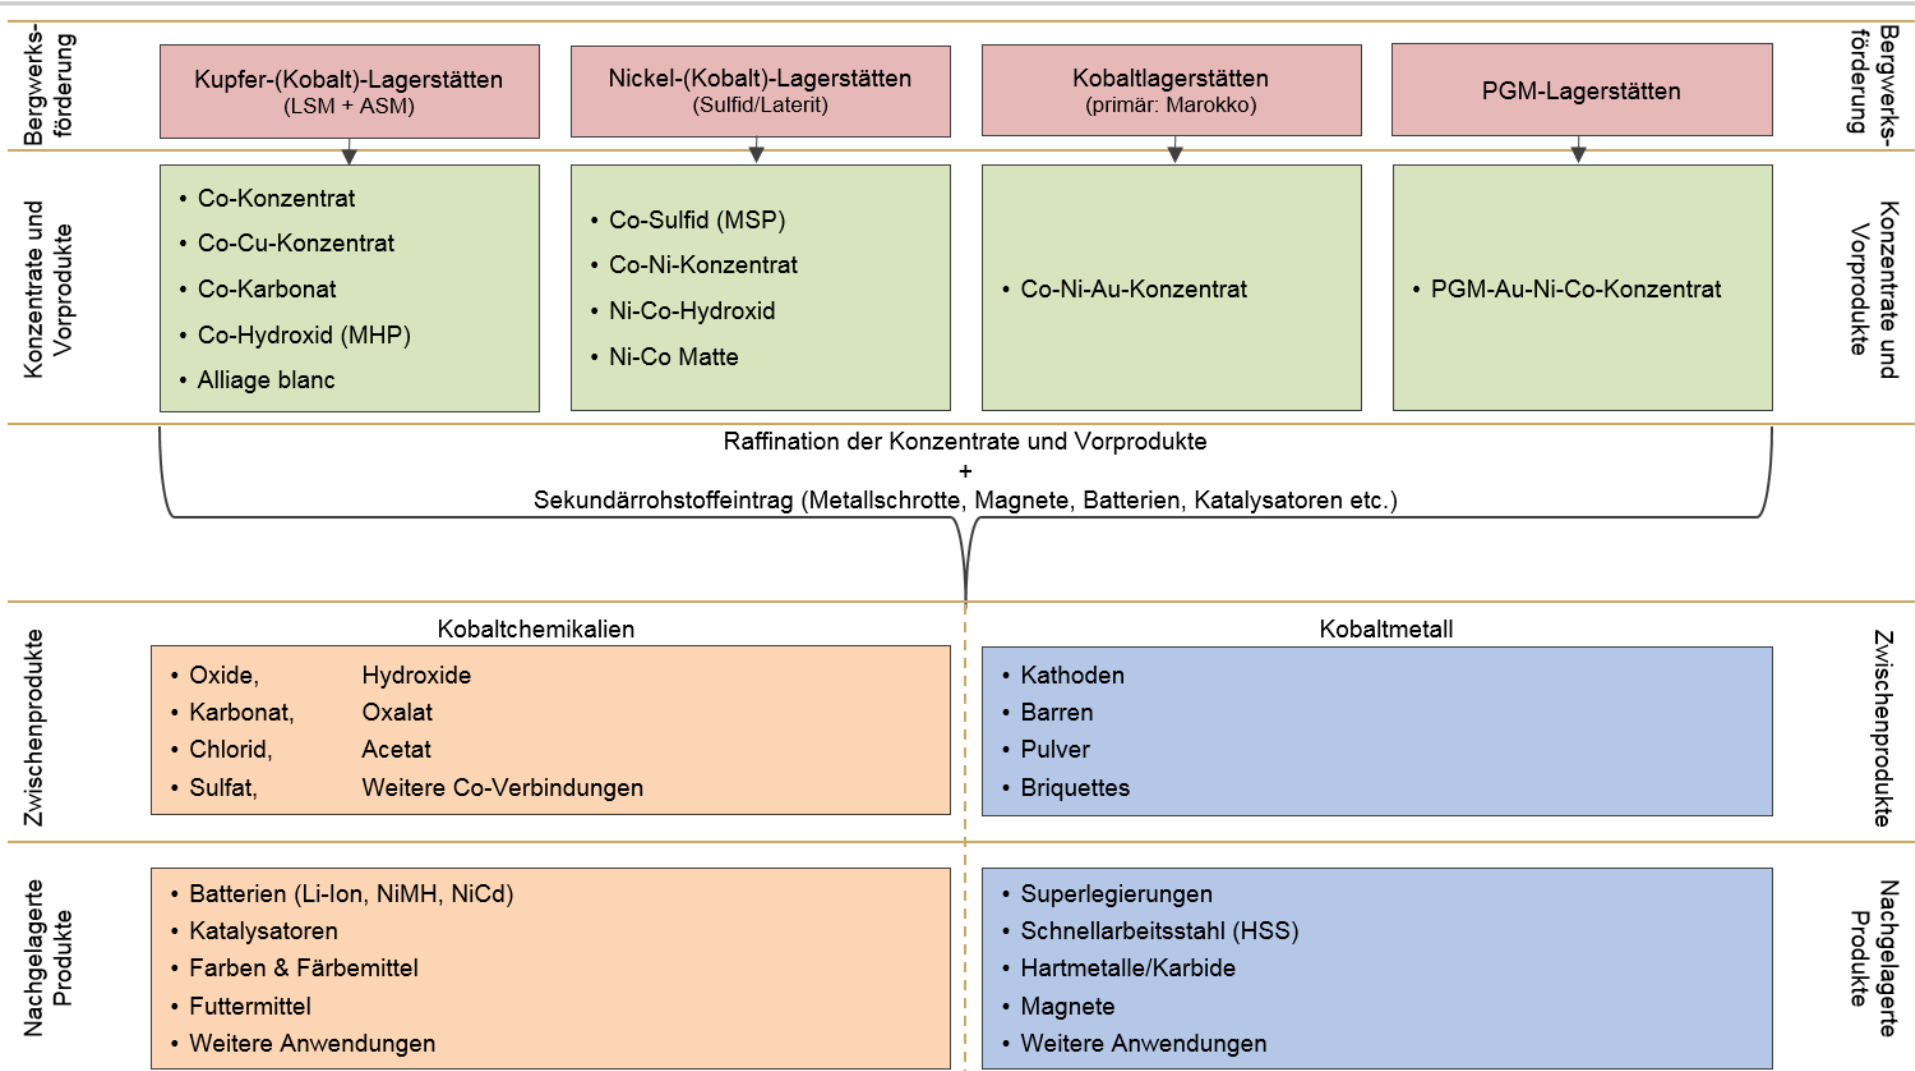 Bergwerks-
förderung
Kupfer-(Kobalt)-Lagerstätten
(LSM + ASM)
Nickel-(Kobalt)-Lagerstätten
(Sulfid/Laterit)
Kobaltlagerstätten
(primär: Marokko)
PGM-Lagerstätten
Bergwerks-
förderung
Konzentrate und
Vorprodukte
• Co-Konzentrat
• Co-Cu-Konzentrat
• Co-Karbonat
• Co-Hydroxid (MHP)
• Alliage blanc
• Co-Sulfid (MSP)
• Co-Ni-Konzentrat
• Ni-Co-Hydroxid
• Ni-Co Matte
• Co-Ni-Au-Konzentrat
• PGM-Au-Ni-Co-Konzentrat
Konzentrate und
Vorprodukte
Raffination der Konzentrate und Vorprodukte
+
Sekundärrohstoffeintrag (Metallschrotte, Magnete, Batterien, Katalysatoren etc.)
Zwischenprodukte
Kobaltchemikalien
• Oxide, Hydroxide
• Karbonat, Oxalat
• Chlorid, Acetat
• Sulfat, Weitere Co-Verbindungen
Kobaltmetall
• Kathoden
• Barren
• Pulver
• Briquettes
Zwischenprodukte
Nachgelagerte
Produkte
• Batterien (Li-Ion, NiMH, NiCd)
• Katalysatoren
• Farben & Färbemittel
• Futtermittel
• Weitere Anwendungen
• Superlegierungen
• Schnellarbeitsstahl (HSS)
• Hartmetalle/Karbide
• Magnete
• Weitere Anwendungen
Nachgelagerte
Produkte